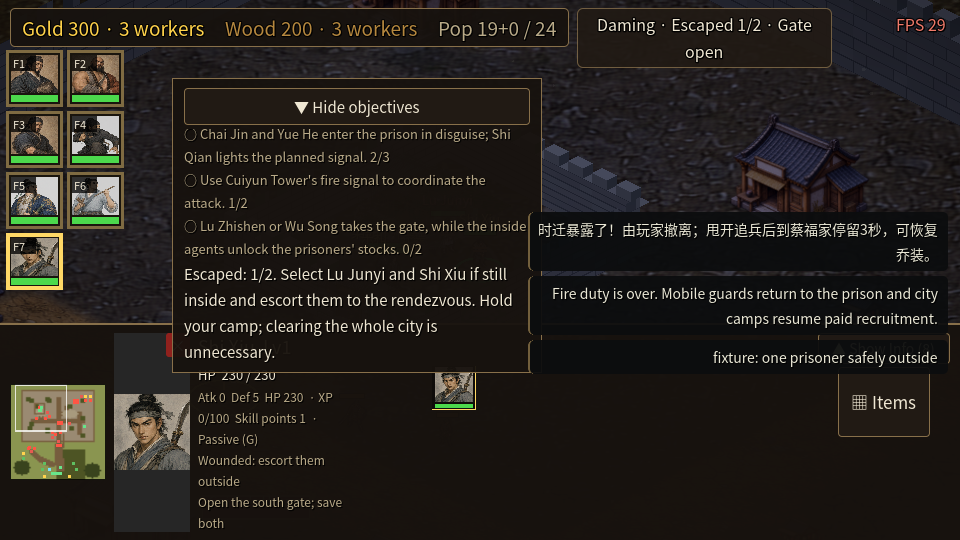 Gold 300 · 3 workers Wood 200 · 3 workers Pop 19+0 / 24
Daming · Escaped 1/2 · Gate
open
FPS 29
F1
F2
F3
F4
F5
F6
F7
▼ Hide objectives
〇 Chai Jin and Yue He enter the prison in disguise; Shi
Qian lights the planned signal. 2/3
〇 Use Cuiyun Tower's fire signal to coordinate the
attack. 1/2
〇 Lu Zhishen or Wu Song takes the gate, while the inside
agents unlock the prisoners' stocks. 0/2
Escaped: 1/2. Select Lu Junyi and Shi Xiu if still
inside and escort them to the rendezvous. Hold
your camp; clearing the whole city is
unnecessary.
时迁暴露了！由玩家撤离；甩开追兵后到蔡福家停留3秒，可恢复
乔装。
Fire duty is over. Mobile guards return to the prison and city
camps resume paid recruitment.
fixture: one prisoner safely outside
HP 230 / 230
Atk 0 Def 5 HP 230 · XP
0/100 Skill points 1 ·
Passive (G)
Wounded: escort them
outside
Open the south gate; save
both
Items